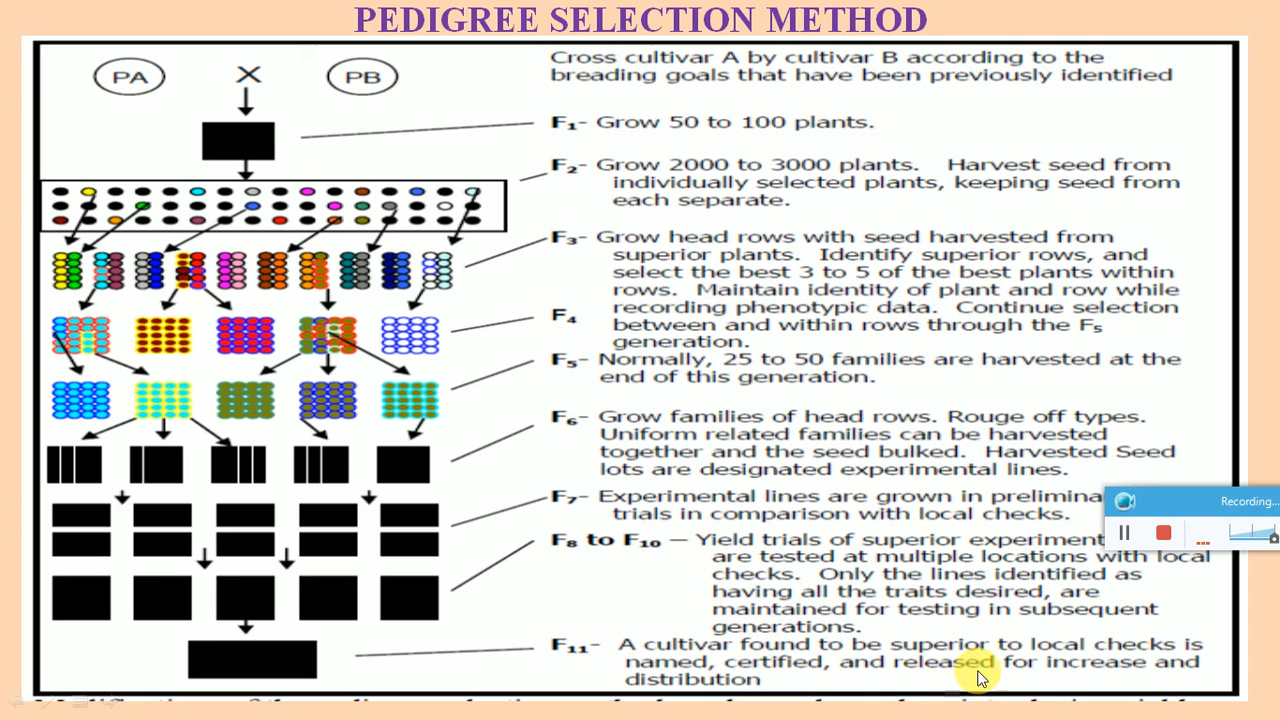 PEDIGREE SELECTION METHOD
PA X PB
Cross cultivar A by cultivar B according to the
breading goals that have been previously identified
F₁- Grow 50 to 100 plants.
F₂- Grow 2000 to 3000 plants. Harvest seed from
individually selected plants, keeping seed from
each separate.
F₃- Grow head rows with seed harvested from
superior plants. Identify superior rows, and
select the best 3 to 5 of the best plants within
rows. Maintain identity of plant and row while
recording phenotypic data. Continue selection
F₄
between and within rows through the F₅
generation.
F₅- Normally, 25 to 50 families are harvested at the
end of this generation.
F₆- Grow families of head rows. Rouge off types.
Uniform related families can be harvested
together and the seed bulked. Harvested Seed
lots are designated experimental lines.
F₇- Experimental lines are grown in
trials in comparison with local checks.
F₈ to F₁₀ — Yield trials of superior
are tested at multiple locations with local
checks. Only the lines identified as
having all the traits desired, are
maintained for testing in subsequent
generations.
F₁₁- A cultivar found to be superior to local checks is
named, certified, and released for increase and
distribution
Recording...